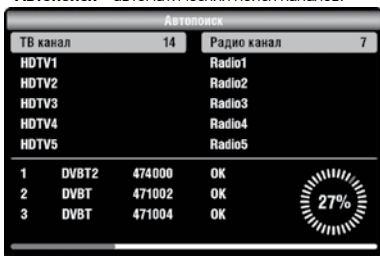 Автопоиск
ТВ канал 14 Радио канал 7
HDTV1 Radio1
HDTV2 Radio2
HDTV3 Radio3
HDTV4 Radio4
HDTV5 Radio5
1 DVBT2 474000 OK
2 DVBT 471002 OK
3 DVBT 471004 OK
27%